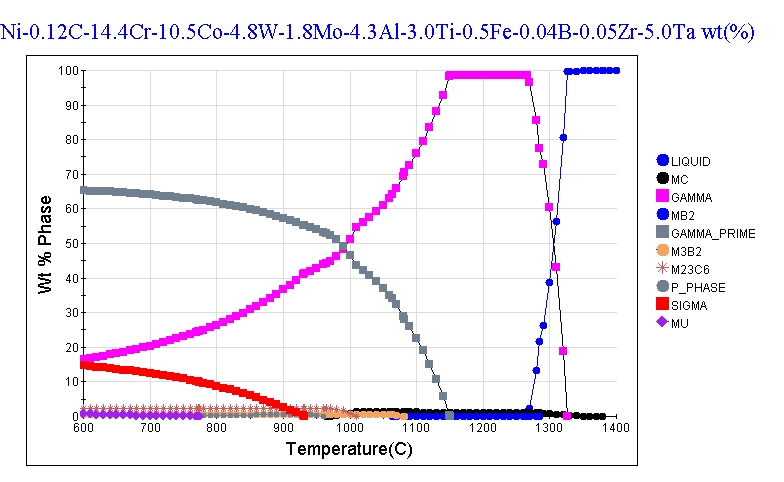 Ni-0.12C-14.4Cr-10.5Co-4.8W-1.8Mo-4.3Al-3.0Ti-0.5Fe-0.04B-0.05Zr-5.0Ta wt(%)
100
90
80
70
60
50
40
30
20
10
0
Wt % Phase
600 700 800 900 1000 1100 1200 1300 1400
Temperature(C)
LIQUID
MC
GAMMA
MB2
GAMMA_PRIME
M3B2
M23C6
P_PHASE
SIGMA
MU